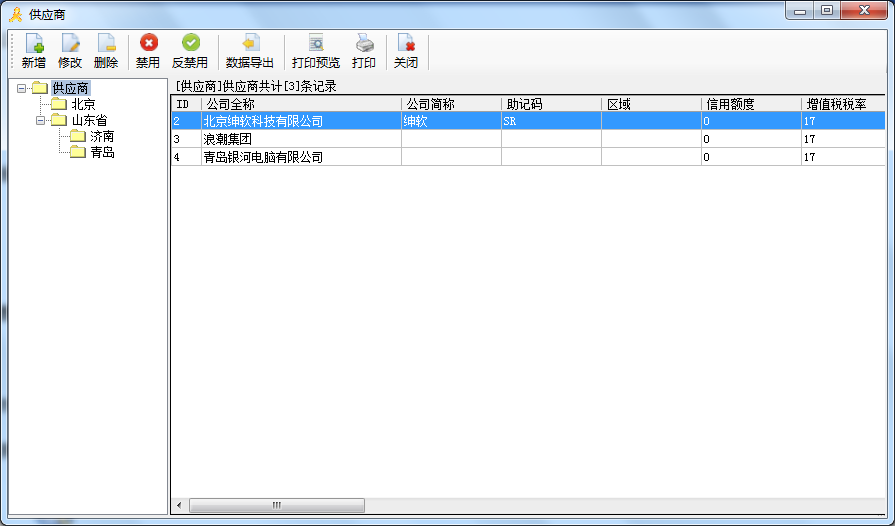 供应商
新增 修改 删除 禁用 反禁用 数据导出 打印预览 打印 关闭
供应商
北京
山东省
济南
青岛
[供应商]供应商共计[3]条记录
ID 公司全称 公司简称 助记码 区域 信用额度 增值税税率
2 北京绅软科技有限公司 绅软 SR 0 17
3 浪潮集团 0 17
4 青岛银河电脑有限公司 0 17